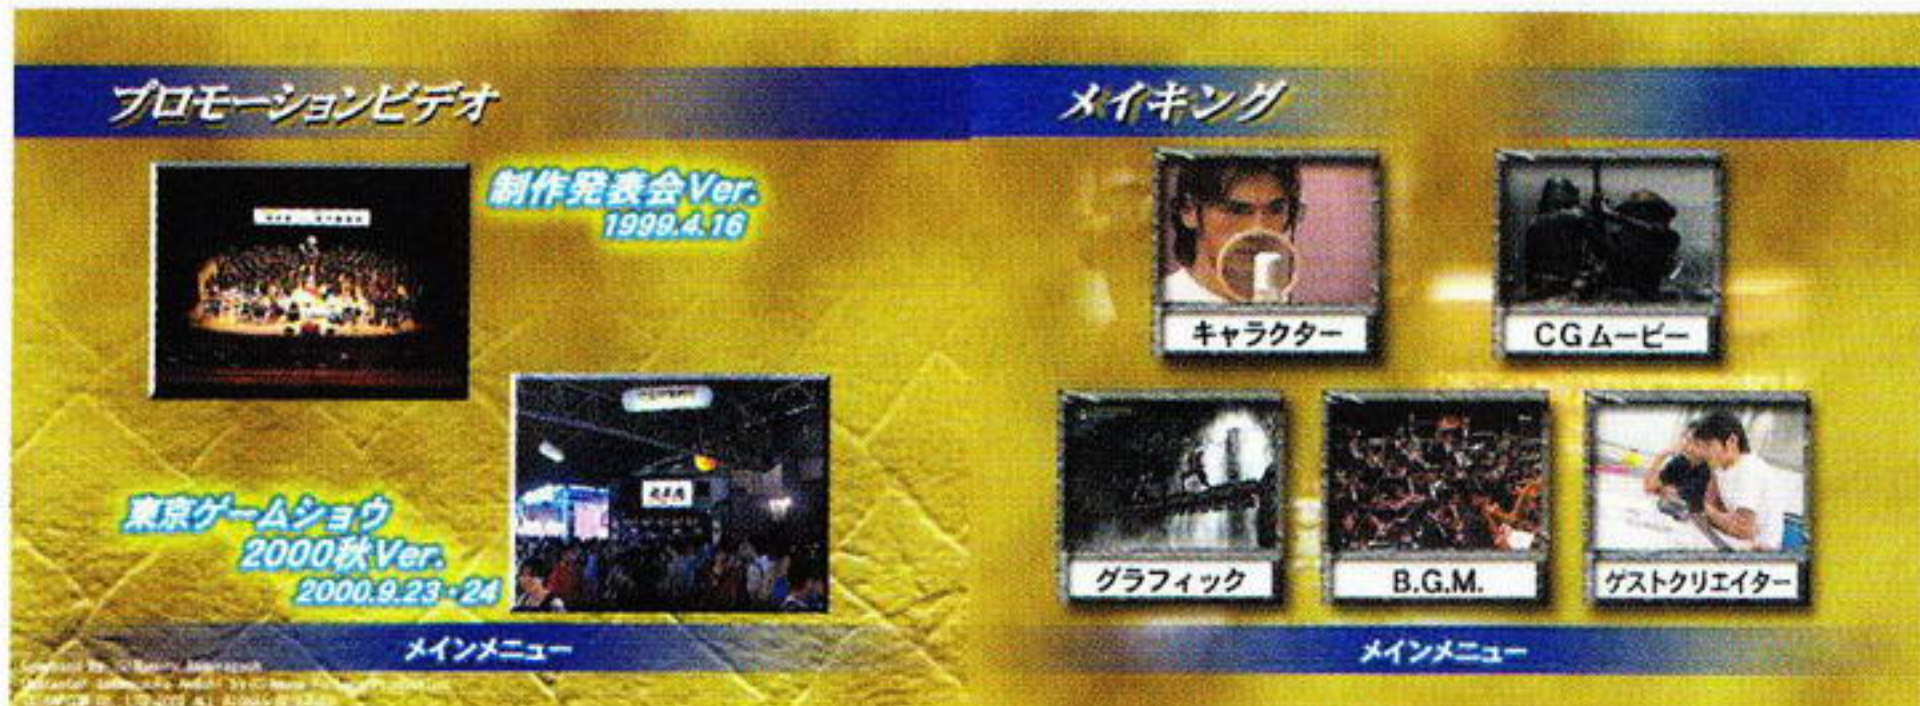 プロモーションビデオ
制作発表会Ver.
1999.4.16
東京ゲームショウ
2000秋Ver.
2000.9.23・24
メインメニュー
メイキング
キャラクター
CGムービー
グラフィック
B.G.M.
ゲストクリエイター
メインメニュー